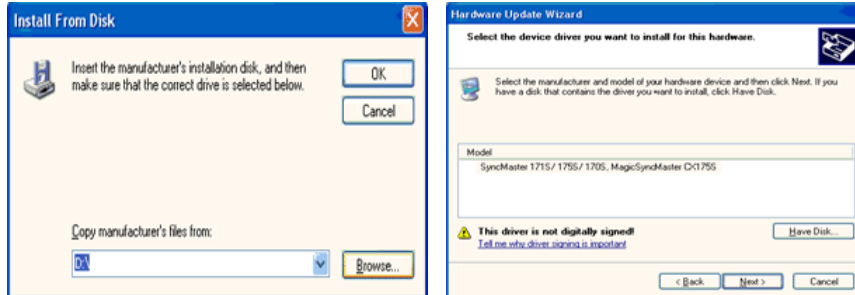 Install From Disk
Insert the manufacturer's installation disk, and then
make sure that the correct drive is selected below.
OK
Cancel
Copy manufacturer's files from:
D:\
Browse...
Hardware Update Wizard
Select the device driver you want to install for this hardware.
Select the manufacturer and model of your hardware device and then click Next. If you
have a disk that contains the driver you want to install, click Have Disk.
Model
SyncMaster 171S/ 175S/ 170S, MagicSyncMaster CX175S
This driver is not digitally signed!
Tell me why driver signing is important
Have Disk...
< Back
Next >
Cancel